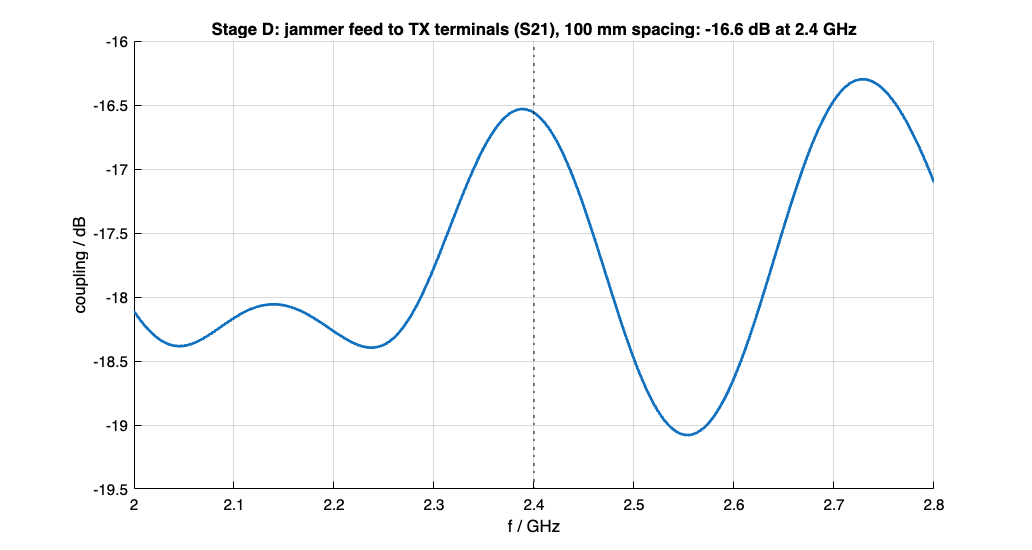 Stage D: jammer feed to TX terminals (S21), 100 mm spacing: -16.6 dB at 2.4 GHz
-16
-16.5
-17
-17.5
-18
-18.5
-19
-19.5
coupling / dB
2 2.1 2.2 2.3 2.4 2.5 2.6 2.7 2.8
f / GHz